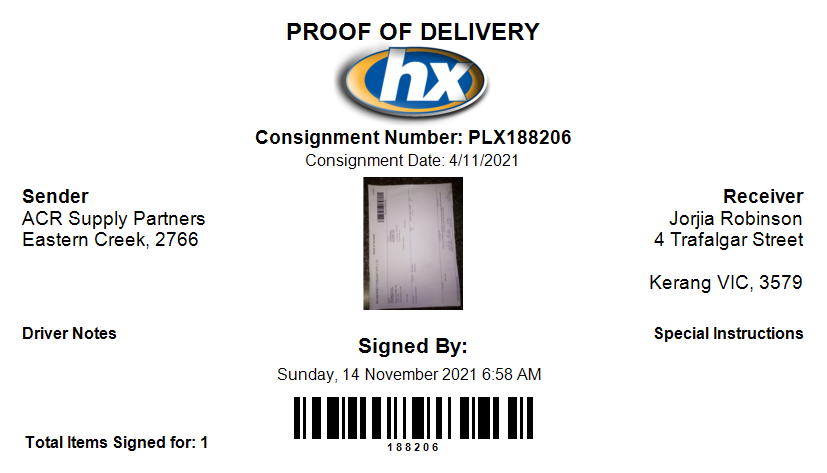 PROOF OF DELIVERY
hx
Consignment Number: PLX188206
Consignment Date: 4/11/2021
Sender
ACR Supply Partners
Eastern Creek, 2766
Receiver
Jorjia Robinson
4 Trafalgar Street
Kerang VIC, 3579
Driver Notes
Special Instructions
Signed By:
Sunday, 14 November 2021 6:58 AM
188206
Total Items Signed for: 1